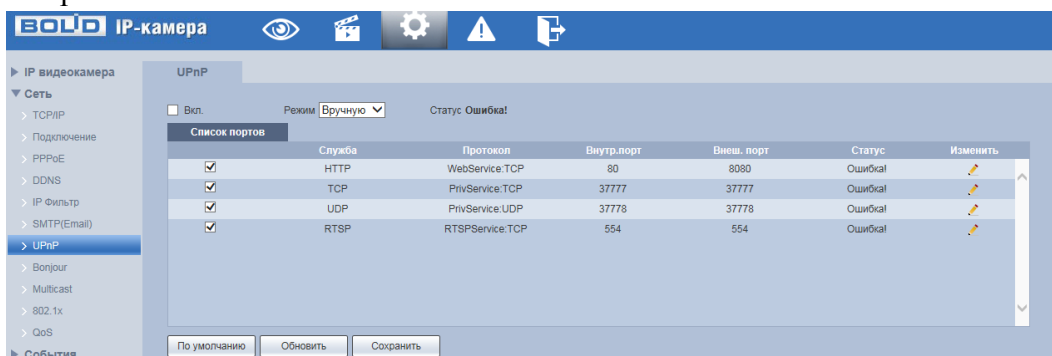 BOLID IP-камера
IP видеокамера
UPnP
Сеть
TCP/IP
Вкл. Режим Вручную Статус Ошибка!
Подключение
Список портов
Служба Протокол Внутр.порт Внеш. порт Статус Изменить
PPPoE
HTTP WebService:TCP 80 8080 Ошибка!
DDNS
TCP PrivService:TCP 37777 37777 Ошибка!
IP Фильтр
UDP PrivService:UDP 37778 37778 Ошибка!
SMTP(Email)
RTSP RTSPService:TCP 554 554 Ошибка!
UPnP
Bonjour
Multicast
802.1x
QoS
События
По умолчанию Обновить Сохранить